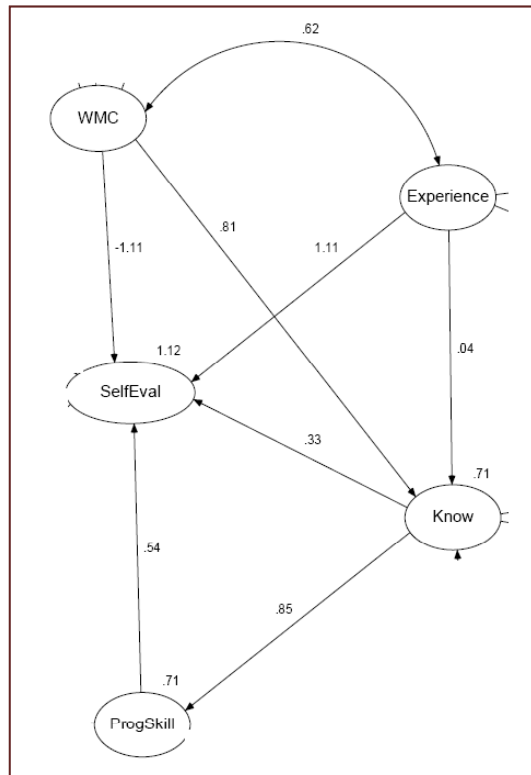 .62
WMC
Experience
.81
1.11
-1.11
1.12
.04
SelfEval
.33
.71
Know
.54
.85
.71
ProgSkill